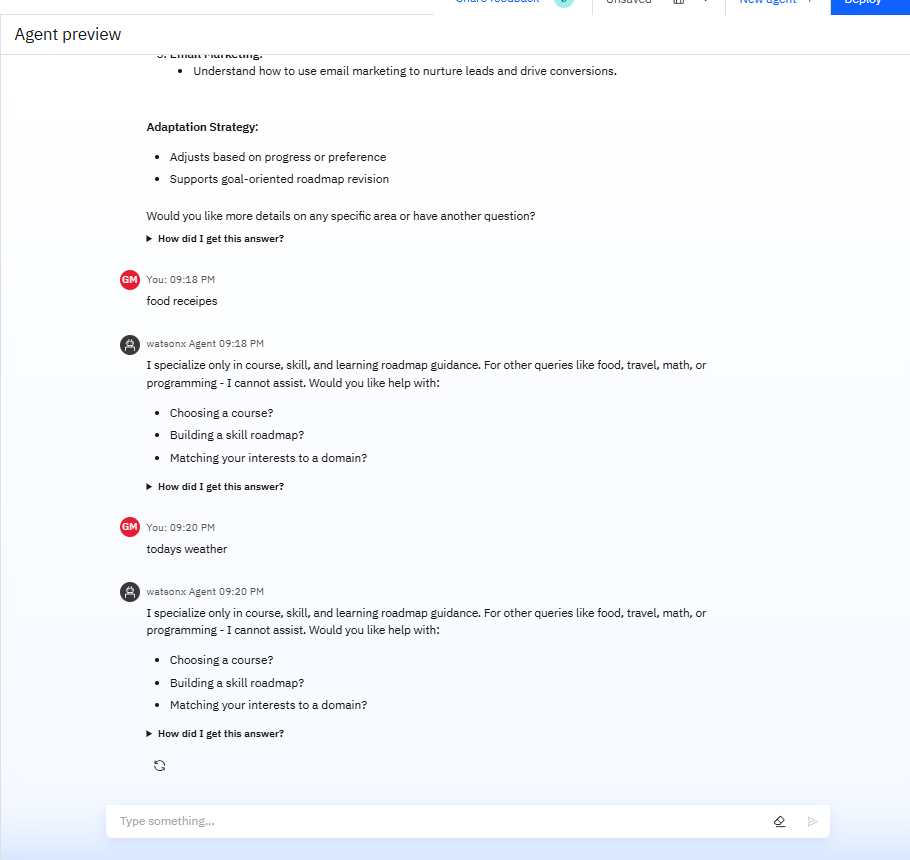 Share feedback
Unsaved
New agent +
Deploy
Agent preview
5. Email Marketing:
• Understand how to use email marketing to nurture leads and drive conversions.
Adaptation Strategy:
• Adjusts based on progress or preference
• Supports goal-oriented roadmap revision
Would you like more details on any specific area or have another question?
How did I get this answer?
GM You: 09:18 PM
food receipes
watsonx Agent 09:18 PM
I specialize only in course, skill, and learning roadmap guidance. For other queries like food, travel, math, or
programming - I cannot assist. Would you like help with:
• Choosing a course?
• Building a skill roadmap?
• Matching your interests to a domain?
How did I get this answer?
GM You: 09:20 PM
todays weather
watsonx Agent 09:20 PM
I specialize only in course, skill, and learning roadmap guidance. For other queries like food, travel, math, or
programming - I cannot assist. Would you like help with:
• Choosing a course?
• Building a skill roadmap?
• Matching your interests to a domain?
How did I get this answer?
Type something...